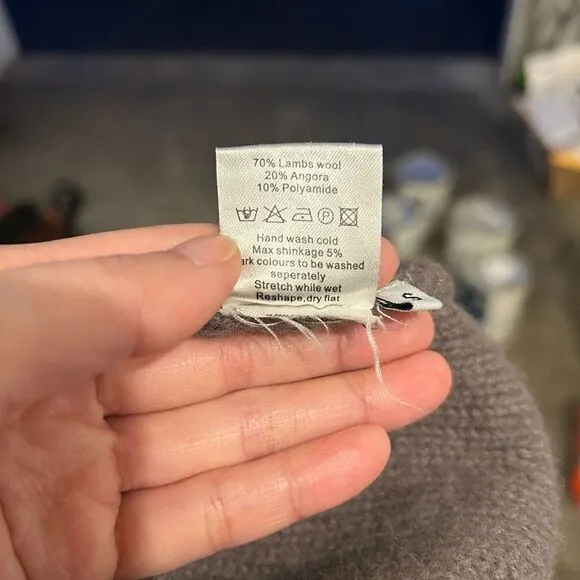 70% Lambs wool
20% Angora
10% Polyamide
P
Hand wash cold
Max shinkage 5%
ark colours to be washed
seperately
Stretch while wet
Reshape,dry flat